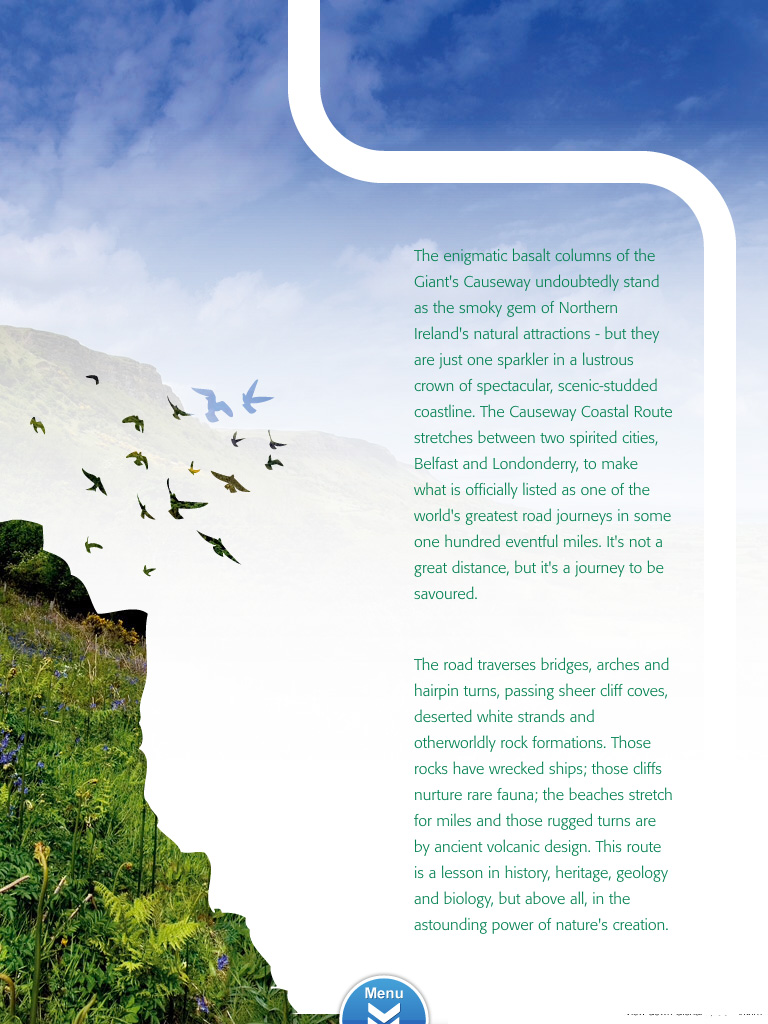 The enigmatic basalt columns of the
Giant's Causeway undoubtedly stand
as the smoky gem of Northern
Ireland's natural attractions - but they
are just one sparkler in a lustrous
crown of spectacular, scenic-studded
coastline. The Causeway Coastal Route
stretches between two spirited cities,
Belfast and Londonderry, to make
what is officially listed as one of the
world's greatest road journeys in some
one hundred eventful miles. It's not a
great distance, but it's a journey to be
savoured.
The road traverses bridges, arches and
hairpin turns, passing sheer cliff coves,
deserted white strands and
otherworldly rock formations. Those
rocks have wrecked ships; those cliffs
nurture rare fauna; the beaches stretch
for miles and those rugged turns are
by ancient volcanic design. This route
is a lesson in history, heritage, geology
and biology, but above all, in the
astounding power of nature's creation.
Menu